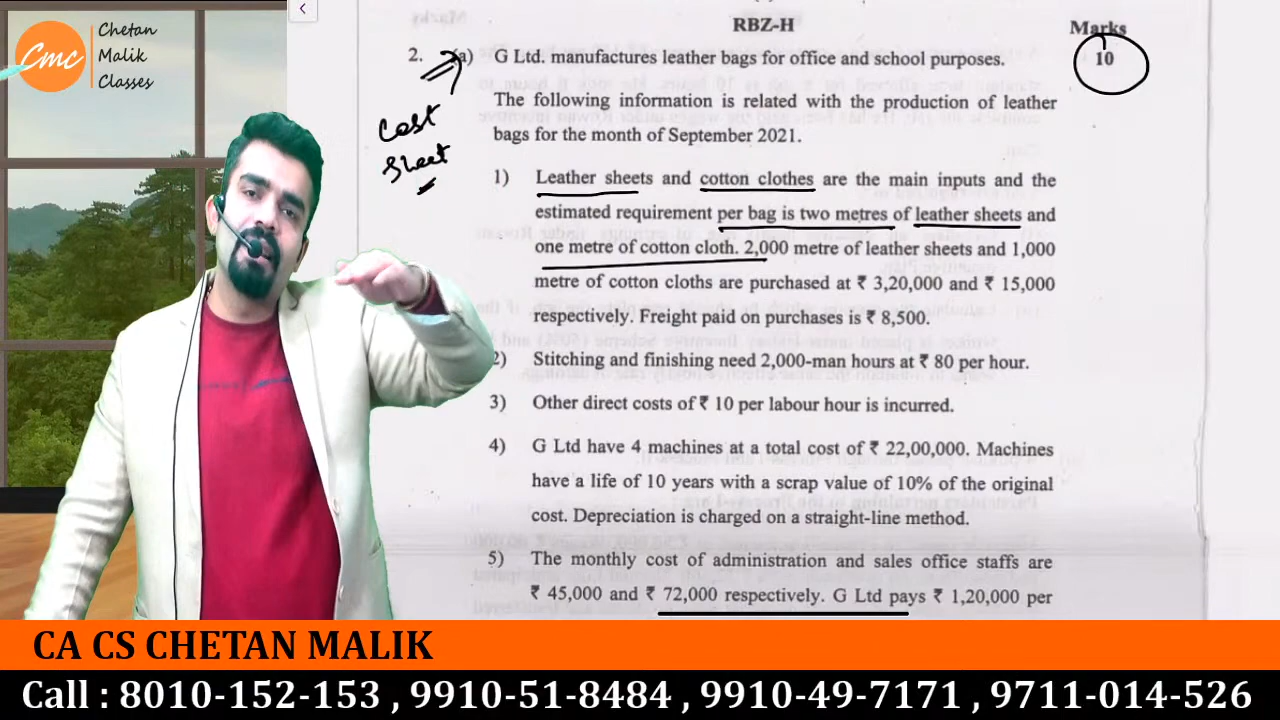 Cmc
Chetan
Malik
Classes
RBZ-H
Marks
2. (a) G Ltd. manufactures leather bags for office and school purposes. 10
The following information is related with the production of leather
bags for the month of September 2021.
Cost
Sheet
1) Leather sheets and cotton clothes are the main inputs and the
estimated requirement per bag is two metres of leather sheets and
one metre of cotton cloth. 2,000 metre of leather sheets and 1,000
metre of cotton cloths are purchased at ₹ 3,20,000 and ₹ 15,000
respectively. Freight paid on purchases is ₹ 8,500.
2) Stitching and finishing need 2,000-man hours at ₹ 80 per hour.
3) Other direct costs of ₹ 10 per labour hour is incurred.
4) G Ltd have 4 machines at a total cost of ₹ 22,00,000. Machines
have a life of 10 years with a scrap value of 10% of the original
cost. Depreciation is charged on a straight-line method.
5) The monthly cost of administration and sales office staffs are
₹ 45,000 and ₹ 72,000 respectively. G Ltd pays ₹ 1,20,000 per
CA CS CHETAN MALIK
Call : 8010-152-153 , 9910-51-8484 , 9910-49-7171 , 9711-014-526